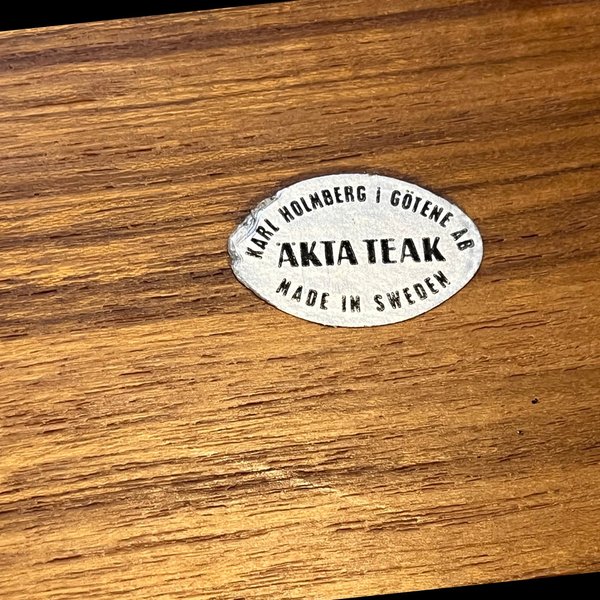 KARL HOLMBERG i GÖTENE AB
ÄKTA TEAK
MADE IN SWEDEN